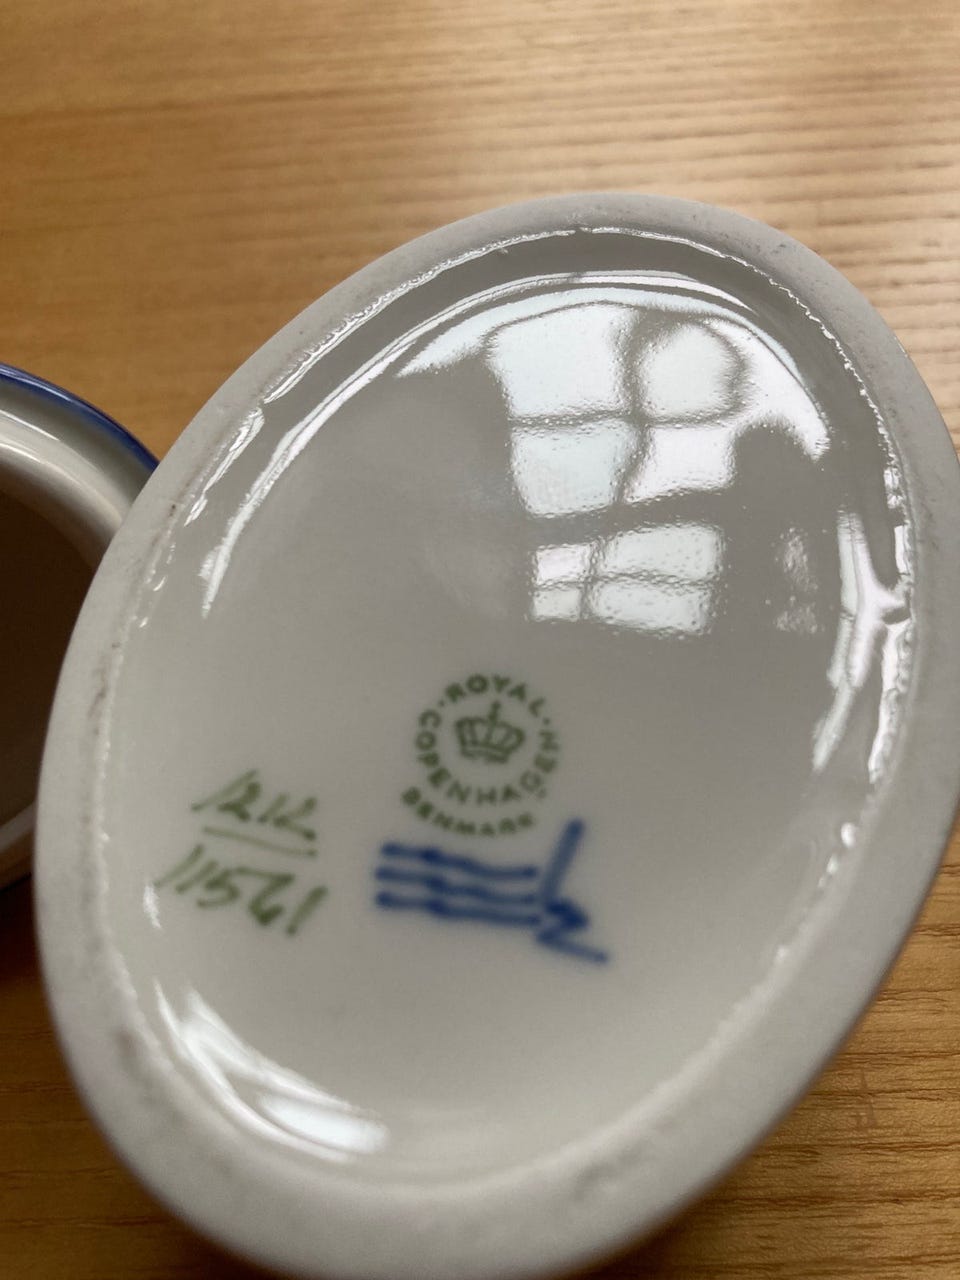 ROYAL
COPENHAGEN
DENMARK
1212
11561